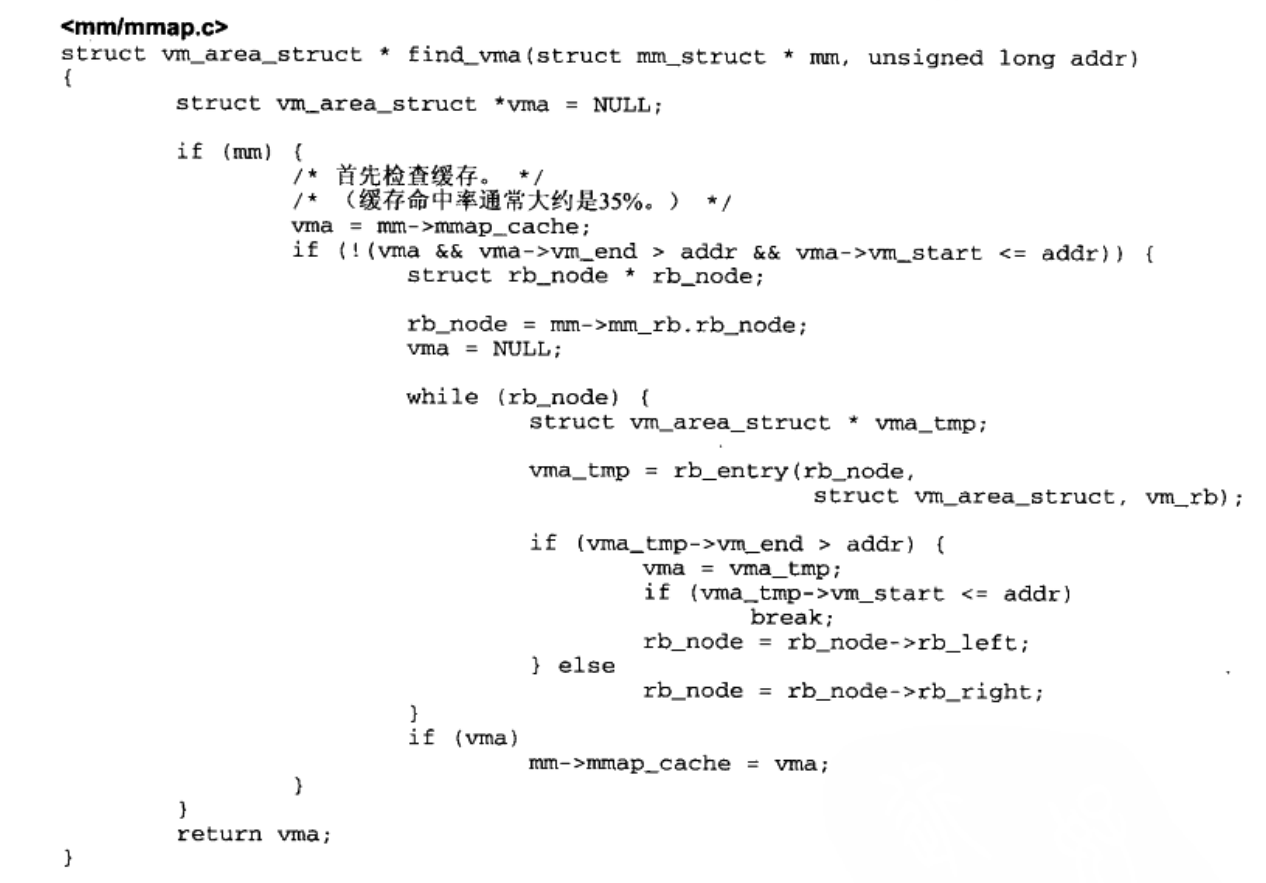 <mm/mmap.c>
struct vm_area_struct * find_vma(struct mm_struct * mm, unsigned long addr)
{
        struct vm_area_struct *vma = NULL;

        if (mm) {
                /* 首先检查缓存。 */
                /* （缓存命中率通常大约是35%。） */
                vma = mm->mmap_cache;
                if (!(vma && vma->vm_end > addr && vma->vm_start <= addr)) {
                        struct rb_node * rb_node;

                        rb_node = mm->mm_rb.rb_node;
                        vma = NULL;

                        while (rb_node) {
                                struct vm_area_struct * vma_tmp;

                                vma_tmp = rb_entry(rb_node,
                                                struct vm_area_struct, vm_rb);

                                if (vma_tmp->vm_end > addr) {
                                        vma = vma_tmp;
                                        if (vma_tmp->vm_start <= addr)
                                                break;
                                        rb_node = rb_node->rb_left;
                                } else
                                        rb_node = rb_node->rb_right;
                        }
                        if (vma)
                                mm->mmap_cache = vma;
                }
        }
        return vma;
}